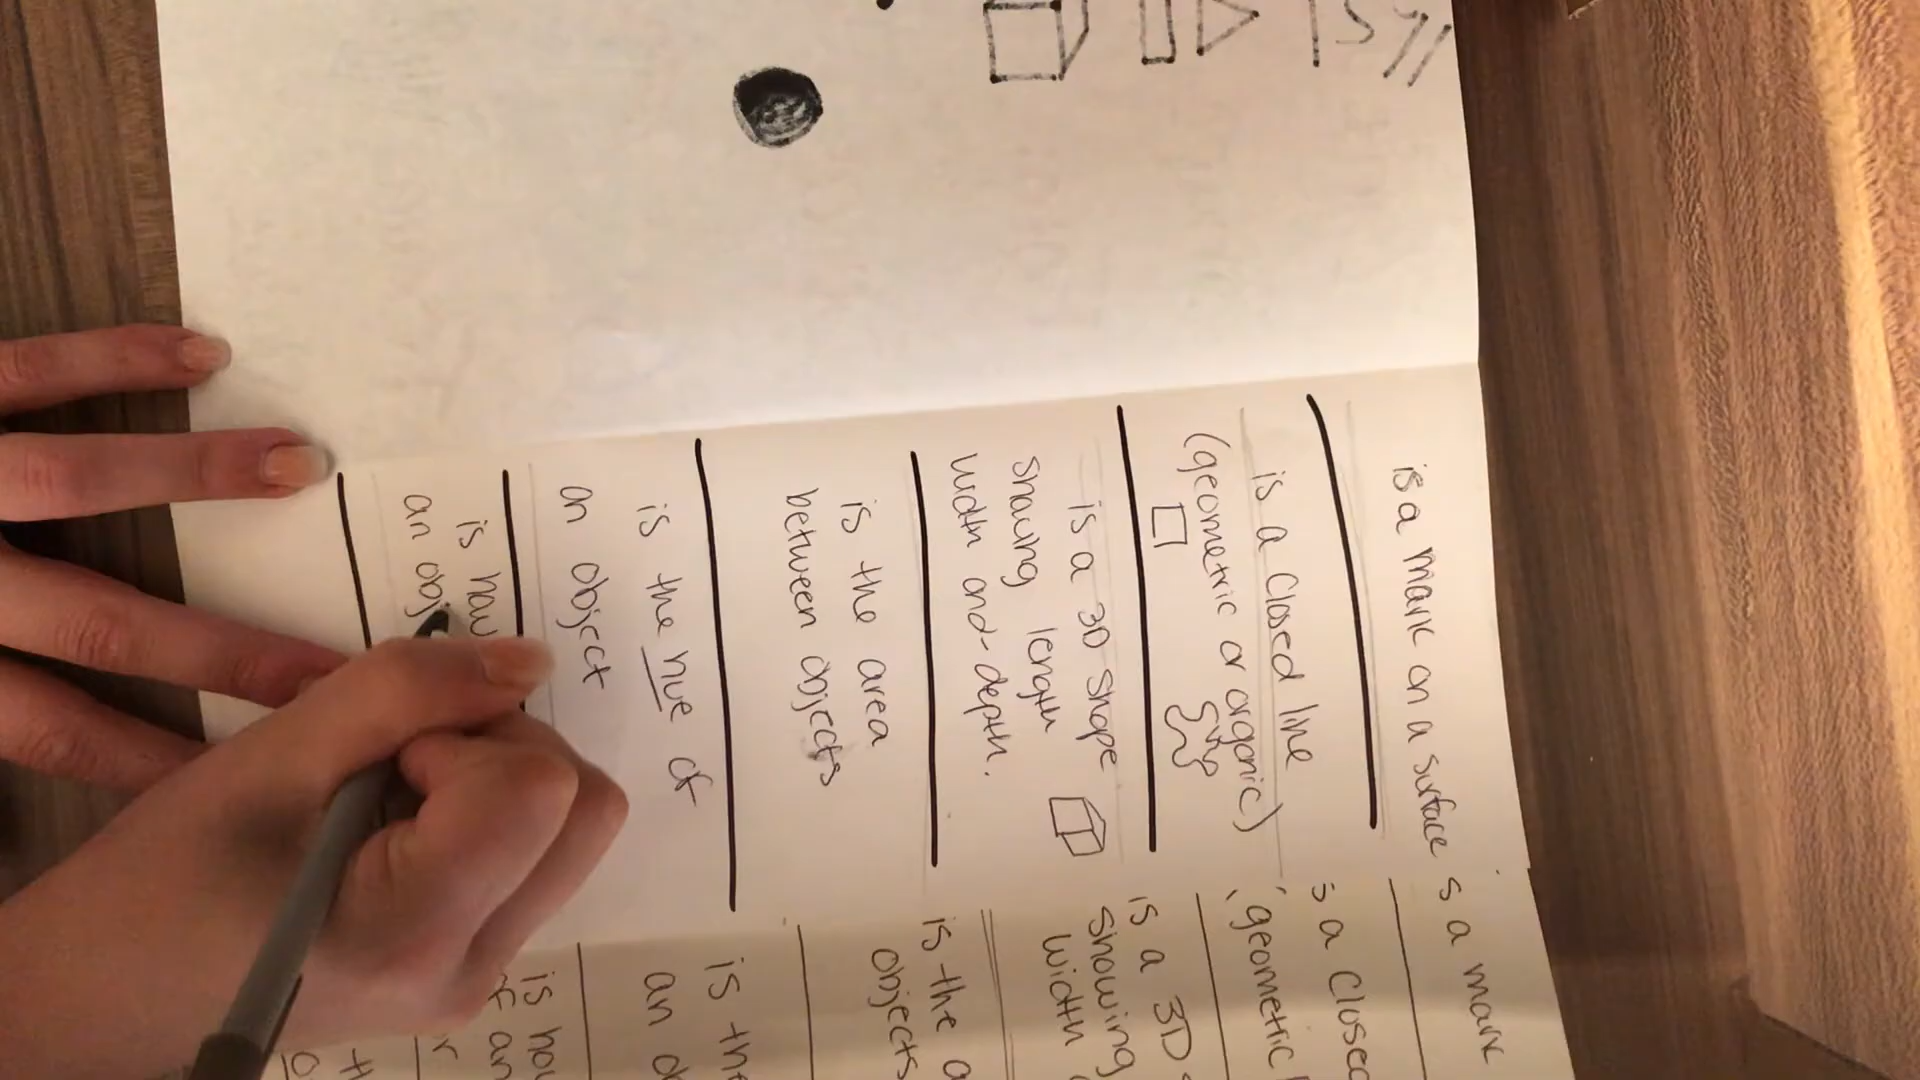 is a mark on a surface
is a closed line
(geometric or organic)
is a 3D shape
showing length
width and depth.
is the area
between objects
is the hue of
an object
is how
an obj
s a mark
s a closed
geometric
is a 3D
showing
width
is the a
objects
is the
an o
is ho
of an
r